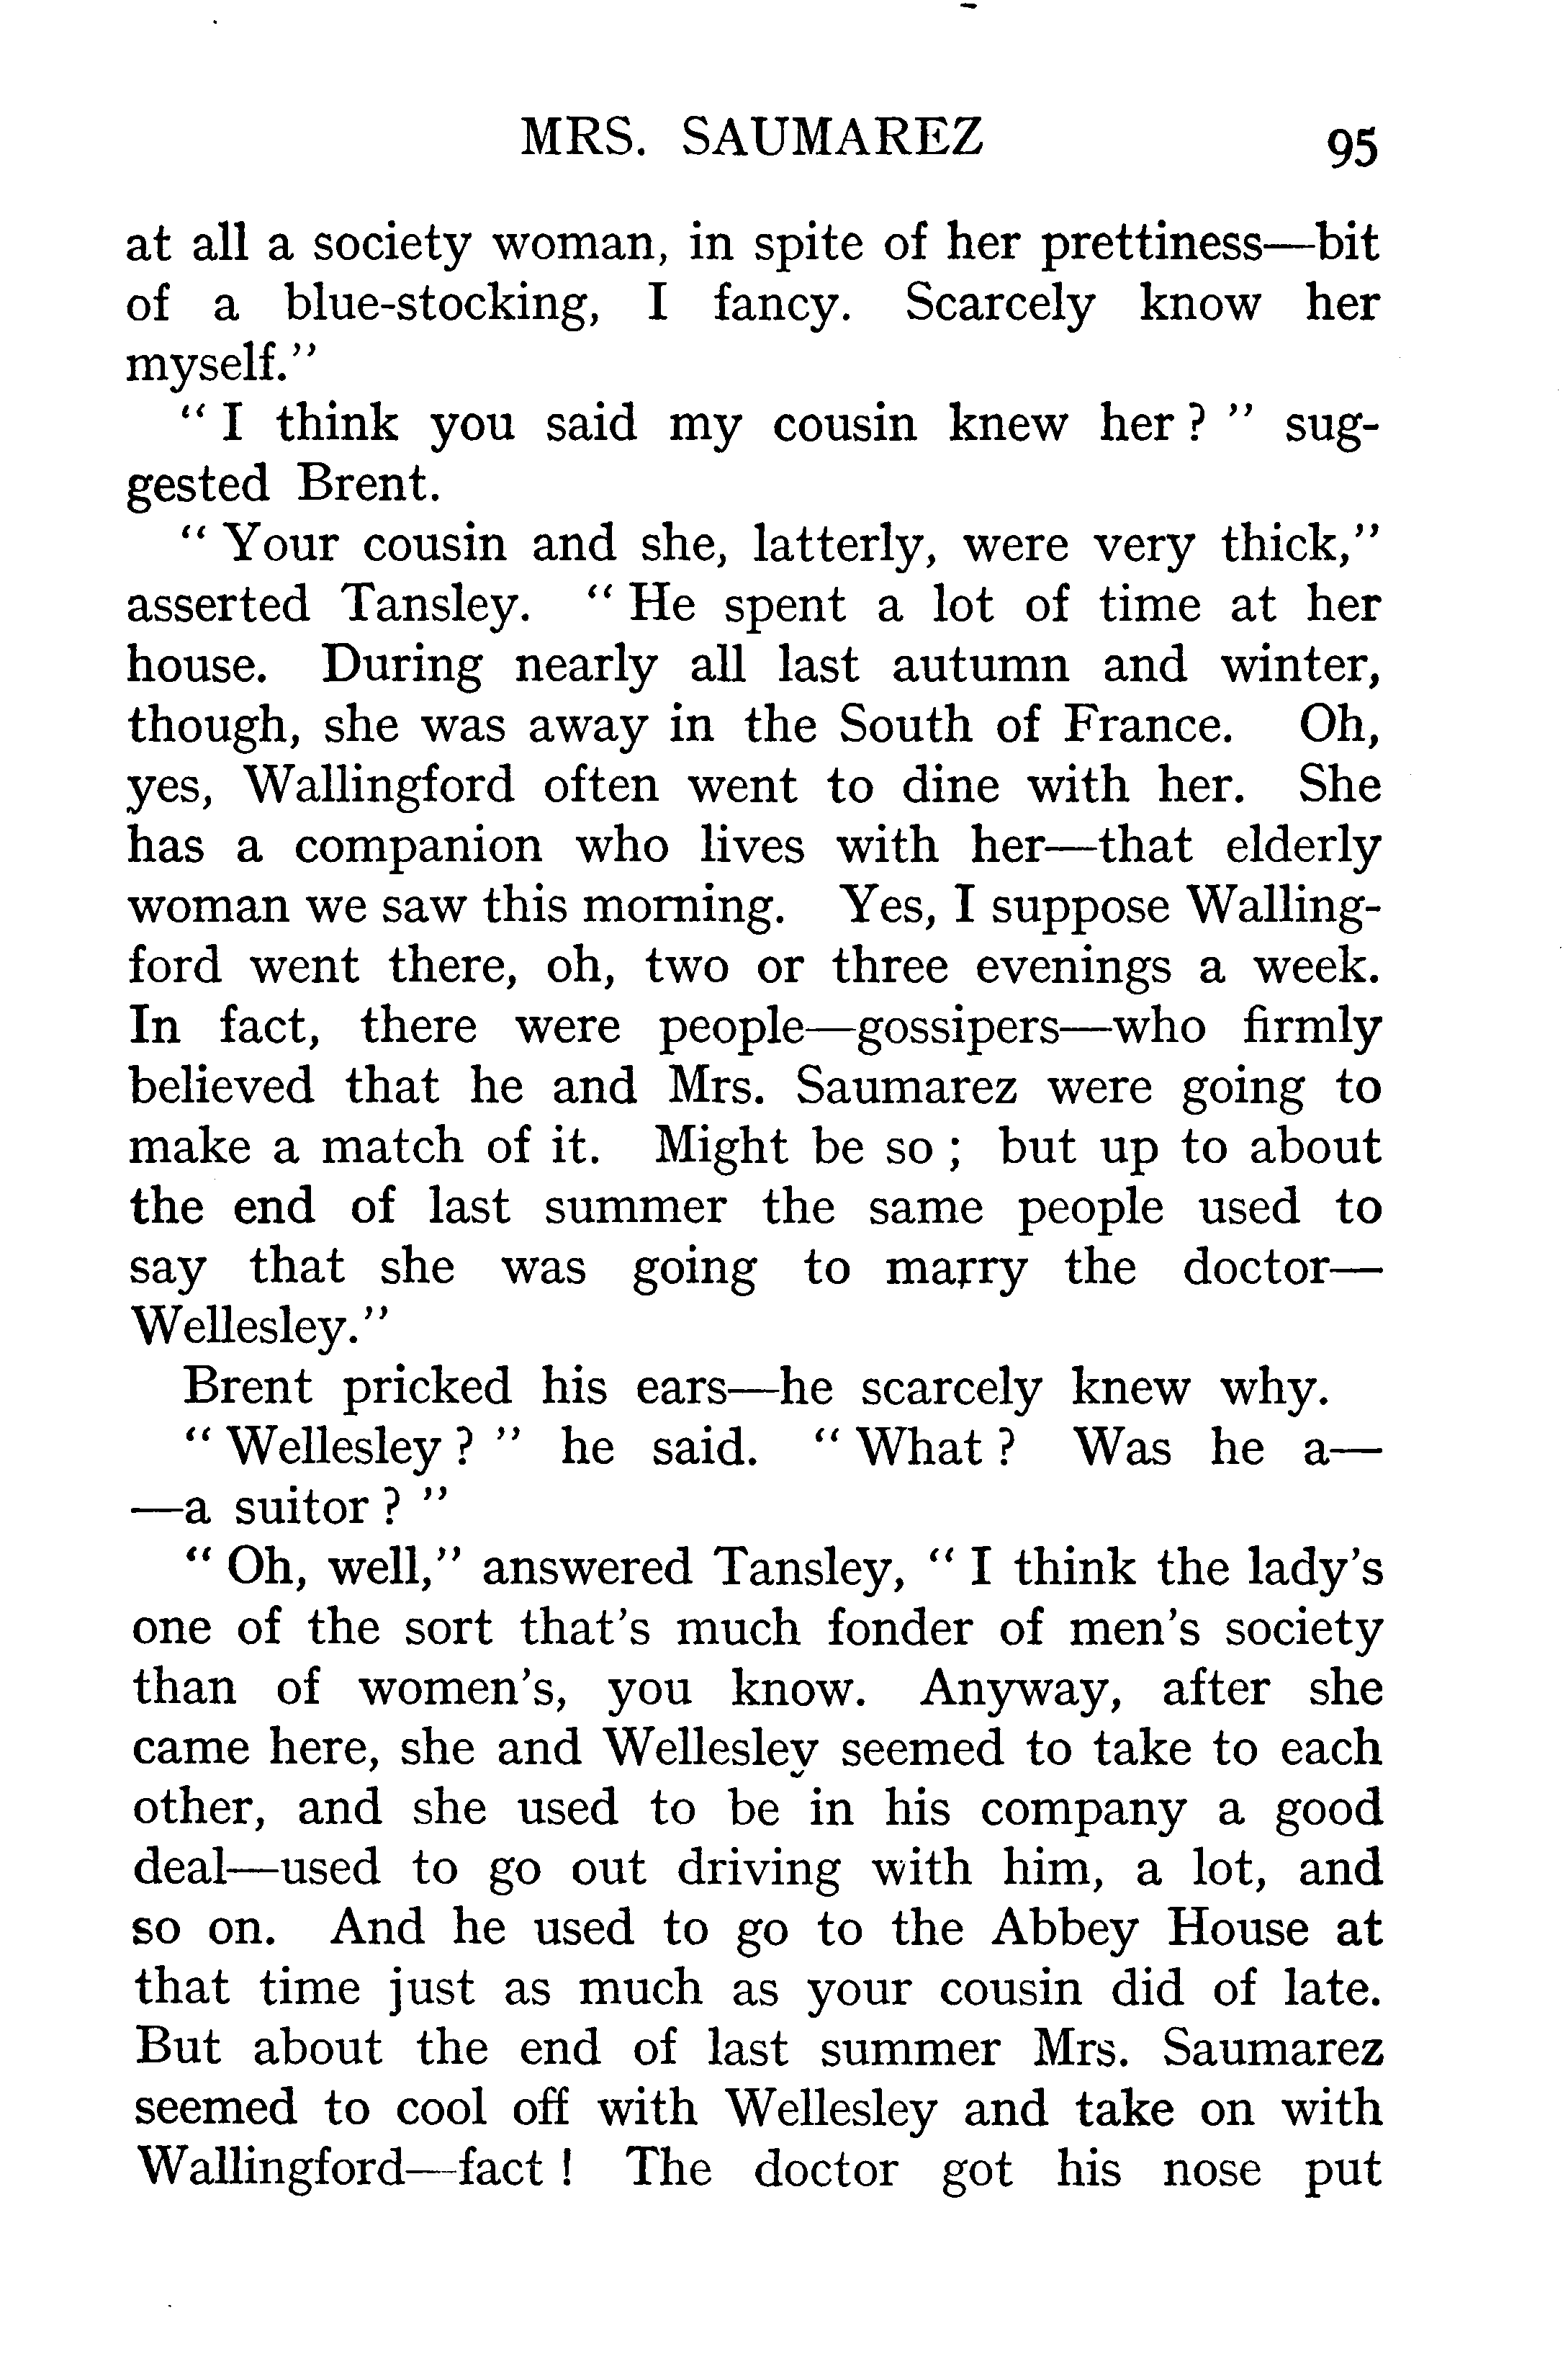 MRS. SAUMAREZ 95
at all a society woman, in spite of her prettiness—bit
of a blue-stocking, I fancy. Scarcely know her
myself.”
“ I think you said my cousin knew her ? ” sug-
gested Brent.
“ Your cousin and she, latterly, were very thick,”
asserted Tansley. “ He spent a lot of time at her
house. During nearly all last autumn and winter,
though, she was away in the South of France. Oh,
yes, Wallingford often went to dine with her. She
has a companion who lives with her—that elderly
woman we saw this morning. Yes, I suppose Walling-
ford went there, oh, two or three evenings a week.
In fact, there were people—gossipers—who firmly
believed that he and Mrs. Saumarez were going to
make a match of it. Might be so ; but up to about
the end of last summer the same people used to
say that she was going to marry the doctor—
Wellesley.”
Brent pricked his ears—he scarcely knew why.
“ Wellesley ? ” he said. “ What ? Was he a—
—a suitor ? ”
“ Oh, well,” answered Tansley, “ I think the lady’s
one of the sort that’s much fonder of men’s society
than of women’s, you know. Anyway, after she
came here, she and Wellesley seemed to take to each
other, and she used to be in his company a good
deal—used to go out driving with him, a lot, and
so on. And he used to go to the Abbey House at
that time just as much as your cousin did of late.
But about the end of last summer Mrs. Saumarez
seemed to cool off with Wellesley and take on with
Wallingford—fact ! The doctor got his nose put